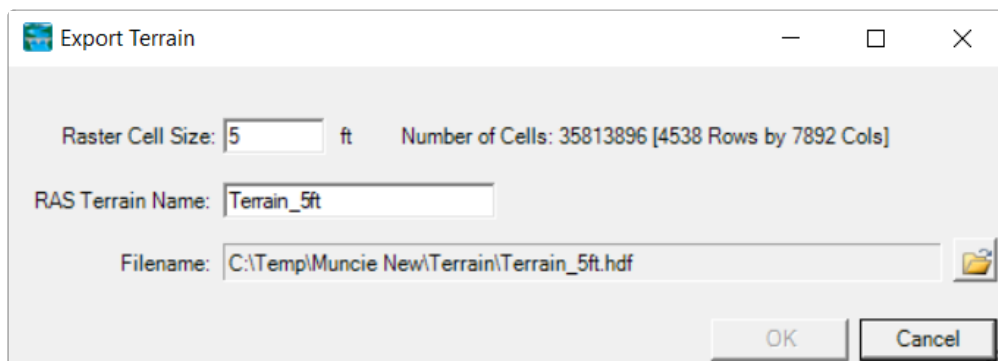 Export Terrain
Raster Cell Size: 5 ft Number of Cells: 35813896 [4538 Rows by 7892 Cols]
RAS Terrain Name: Terrain_5ft
Filename: C:\Temp\Muncie New\Terrain\Terrain_5ft.hdf
OK Cancel